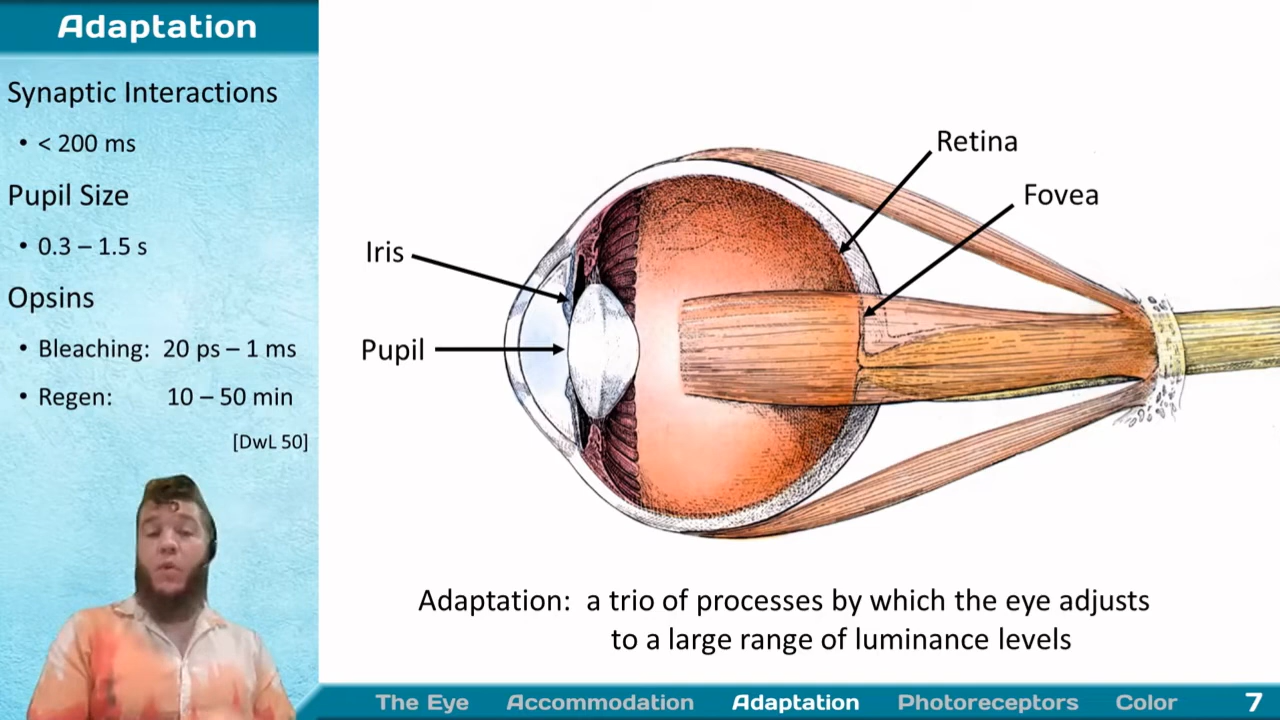 Adaptation
Synaptic Interactions
• < 200 ms
Pupil Size
• 0.3 – 1.5 s
Opsins
• Bleaching: 20 ps – 1 ms
• Regen: 10 – 50 min
[DwL 50]
Retina
Fovea
Iris
Pupil
Adaptation: a trio of processes by which the eye adjusts
to a large range of luminance levels
The Eye Accommodation Adaptation Photoreceptors Color 7